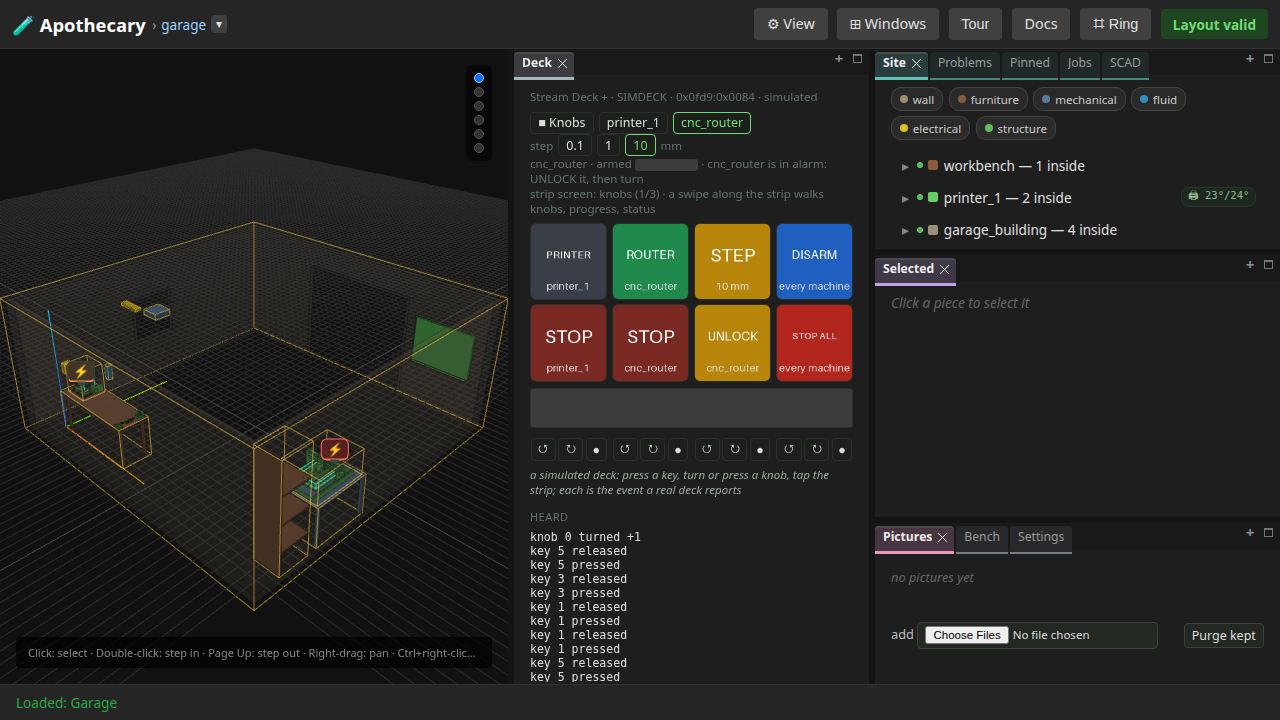 Apothecary › garage ▾
⚙ View
⊞ Windows
Tour
Docs
⌗ Ring
Layout valid
Click: select · Double-click: step in · Page Up: step out · Right-drag: pan · Ctrl+right-clic…
Deck
Stream Deck + · SIMDECK · 0x0fd9:0x0084 · simulated
■ Knobs printer_1 cnc_router
step 0.1 1 10 mm
cnc_router · armed · cnc_router is in alarm:
UNLOCK it, then turn
strip screen: knobs (1/3) · a swipe along the strip walks
knobs, progress, status
PRINTER ROUTER STEP DISARM
printer_1 cnc_router 10 mm every machine
STOP STOP UNLOCK STOP ALL
printer_1 cnc_router cnc_router every machine
↺ ↻ ● ↺ ↻ ● ↺ ↻ ● ↺ ↻ ●
a simulated deck: press a key, turn or press a knob, tap the
strip; each is the event a real deck reports
HEARD
knob 0 turned +1
key 5 released
key 5 pressed
key 3 released
key 3 pressed
key 1 released
key 1 pressed
key 1 released
key 1 pressed
key 5 released
key 5 pressed
Site Problems Pinned Jobs SCAD
wall furniture mechanical fluid
electrical structure
workbench — 1 inside
printer_1 — 2 inside 23°/24°
garage_building — 4 inside
Selected
Click a piece to select it
Pictures Bench Settings
no pictures yet
add Choose Files No file chosen Purge kept
Loaded: Garage